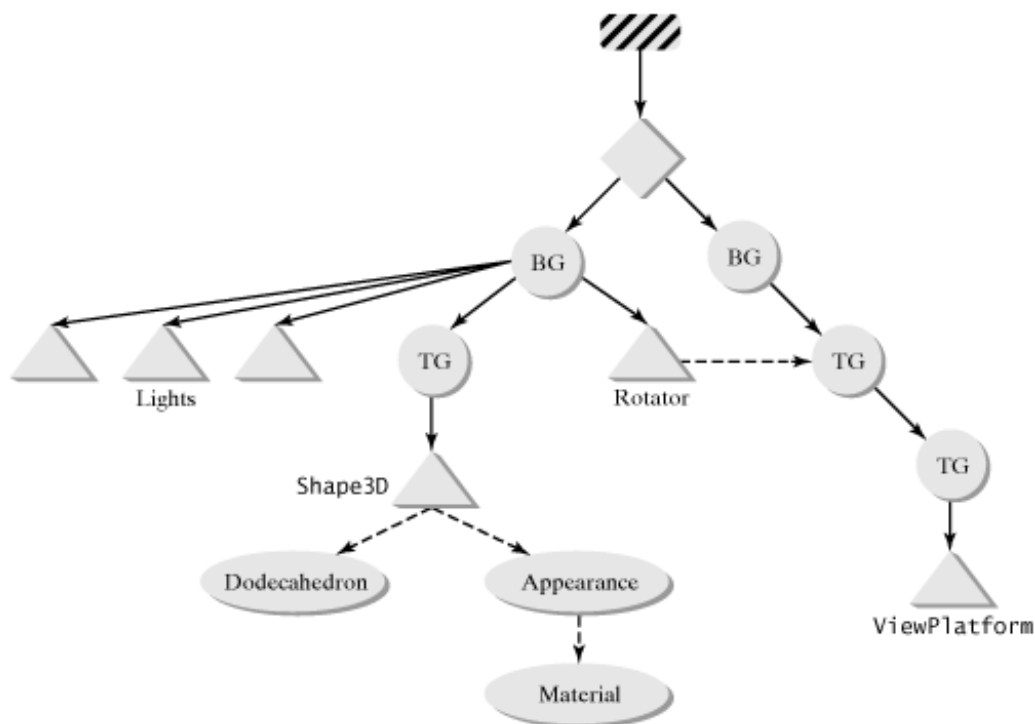 BG
BG
TG
TG
Lights
Rotator
TG
Shape3D
Dodecahedron
Appearance
ViewPlatform
Material